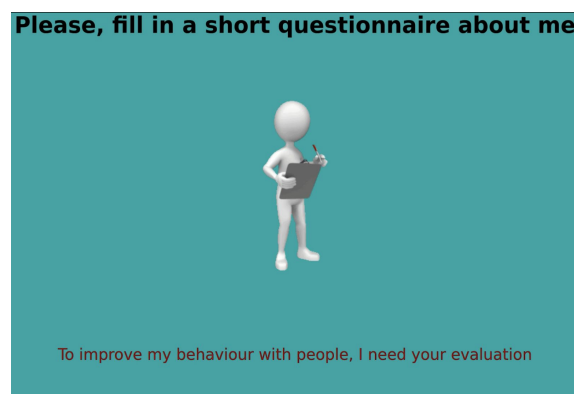 Please, fill in a short questionnaire about me
To improve my behaviour with people, I need your evaluation